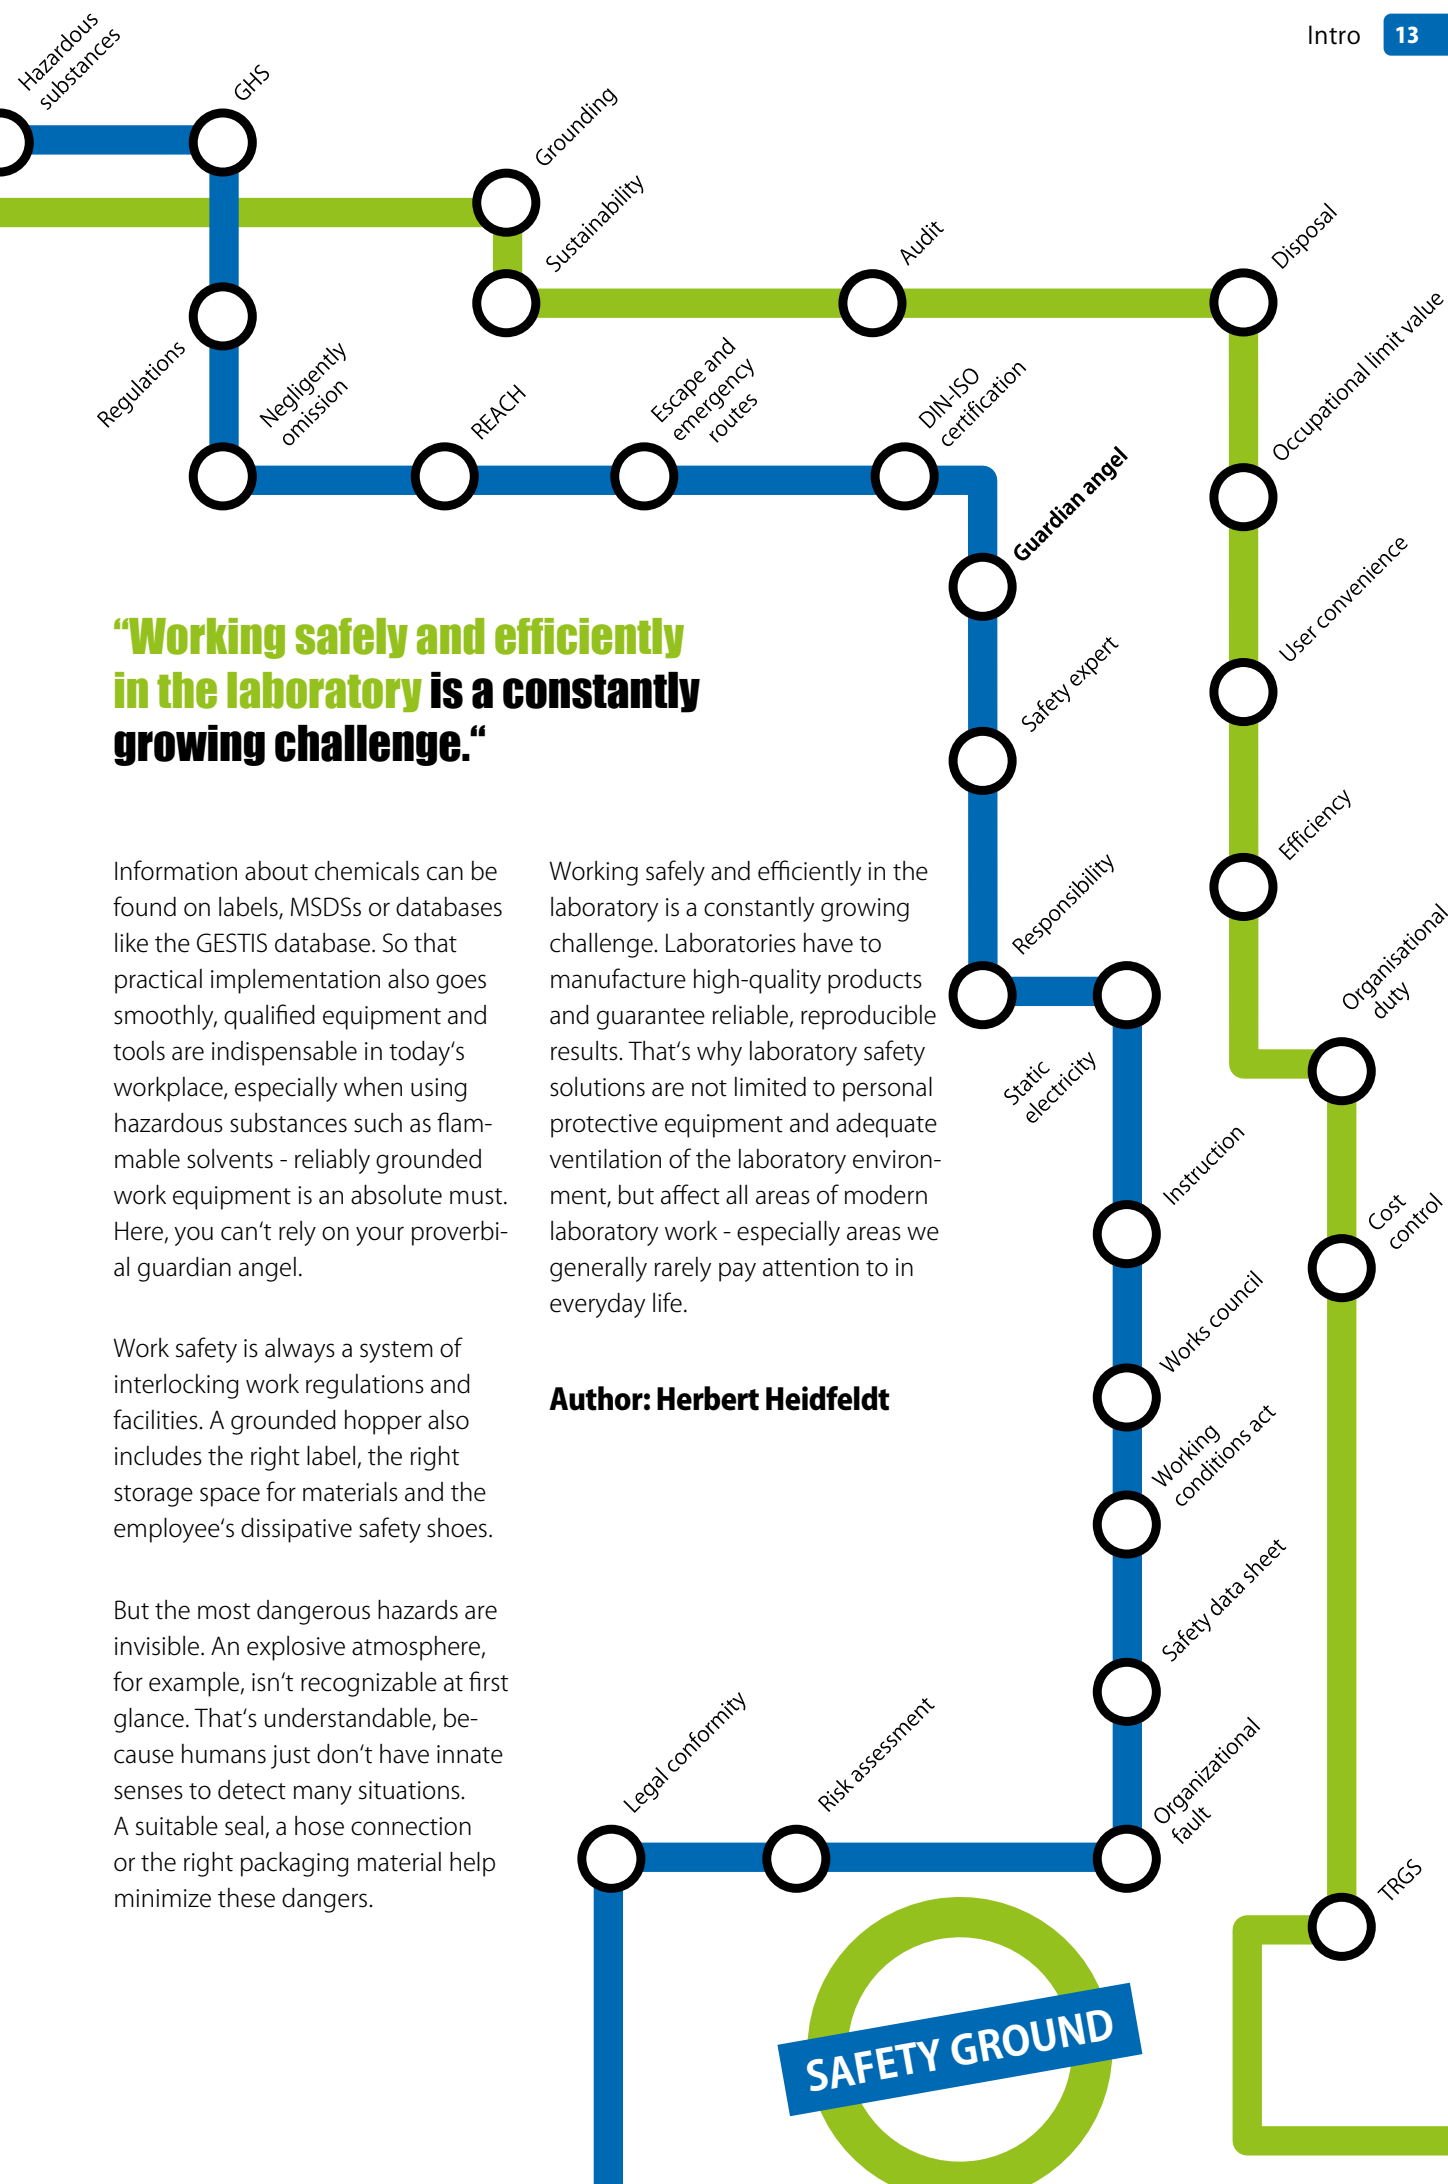 Intro 13
Hazardous
substances
GHS
Grounding
Sustainability
Audit
Disposal
Regulations
Negligently
omission
REACH
Escape and
emergency
routes
DIN-ISO
certification
Occupational limit value
Guardian angel
User convenience
Safety expert
Efficiency
Responsibility
Organisational
duty
Static
electricity
Instruction
Cost
control
Works council
Working
conditions act
Safety data sheet
Legal conformity
Risk assessment
Organizational
fault
TRGS
“Working safely and efficiently
in the laboratory is a constantly
growing challenge.“
Information about chemicals can be
found on labels, MSDSs or databases
like the GESTIS database. So that
practical implementation also goes
smoothly, qualified equipment and
tools are indispensable in today‘s
workplace, especially when using
hazardous substances such as flam-
mable solvents - reliably grounded
work equipment is an absolute must.
Here, you can‘t rely on your proverbi-
al guardian angel.
Work safety is always a system of
interlocking work regulations and
facilities. A grounded hopper also
includes the right label, the right
storage space for materials and the
employee‘s dissipative safety shoes.
But the most dangerous hazards are
invisible. An explosive atmosphere,
for example, isn‘t recognizable at first
glance. That‘s understandable, be-
cause humans just don‘t have innate
senses to detect many situations.
A suitable seal, a hose connection
or the right packaging material help
minimize these dangers.
Working safely and efficiently in the
laboratory is a constantly growing
challenge. Laboratories have to
manufacture high-quality products
and guarantee reliable, reproducible
results. That‘s why laboratory safety
solutions are not limited to personal
protective equipment and adequate
ventilation of the laboratory environ-
ment, but affect all areas of modern
laboratory work - especially areas we
generally rarely pay attention to in
everyday life.
Author: Herbert Heidfeldt
SAFETY GROUND